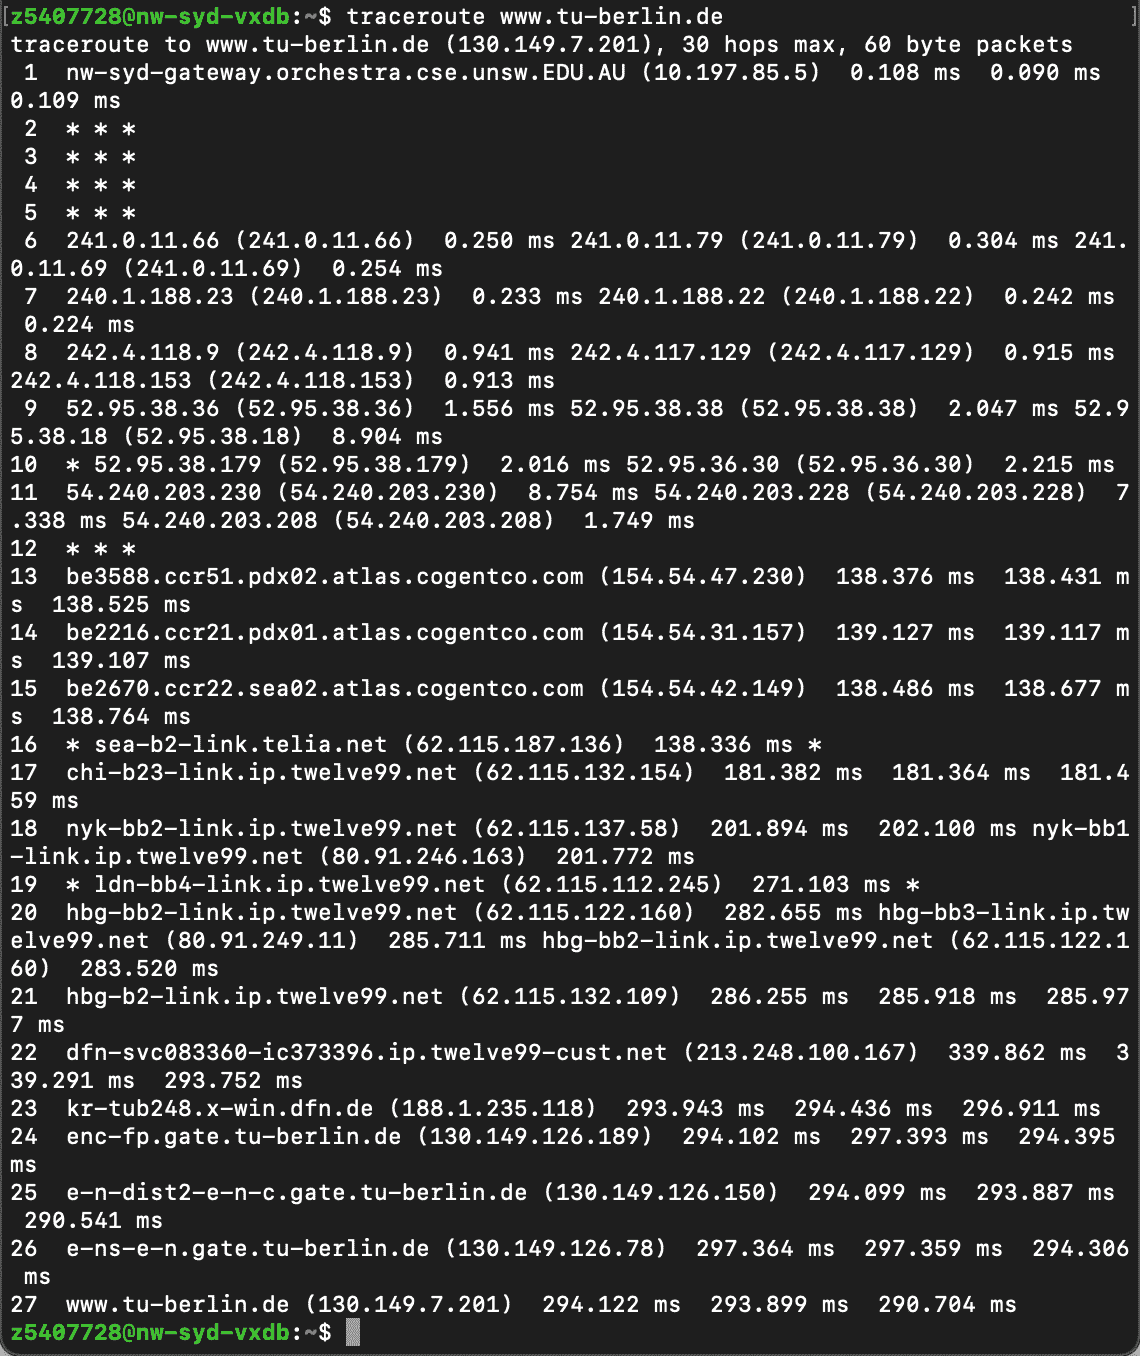 [z5407728@nw-syd-vxdb:~$ traceroute www.tu-berlin.de ]
traceroute to www.tu-berlin.de (130.149.7.201), 30 hops max, 60 byte packets
 1  nw-syd-gateway.orchestra.cse.unsw.EDU.AU (10.197.85.5)  0.108 ms  0.090 ms
0.109 ms
 2  * * *
 3  * * *
 4  * * *
 5  * * *
 6  241.0.11.66 (241.0.11.66)  0.250 ms 241.0.11.79 (241.0.11.79)  0.304 ms 241.
0.11.69 (241.0.11.69)  0.254 ms
 7  240.1.188.23 (240.1.188.23)  0.233 ms 240.1.188.22 (240.1.188.22)  0.242 ms
 0.224 ms
 8  242.4.118.9 (242.4.118.9)  0.941 ms 242.4.117.129 (242.4.117.129)  0.915 ms
242.4.118.153 (242.4.118.153)  0.913 ms
 9  52.95.38.36 (52.95.38.36)  1.556 ms 52.95.38.38 (52.95.38.38)  2.047 ms 52.9
5.38.18 (52.95.38.18)  8.904 ms
10  * 52.95.38.179 (52.95.38.179)  2.016 ms 52.95.36.30 (52.95.36.30)  2.215 ms
11  54.240.203.230 (54.240.203.230)  8.754 ms 54.240.203.228 (54.240.203.228)  7
.338 ms 54.240.203.208 (54.240.203.208)  1.749 ms
12  * * *
13  be3588.ccr51.pdx02.atlas.cogentco.com (154.54.47.230)  138.376 ms  138.431 m
s  138.525 ms
14  be2216.ccr21.pdx01.atlas.cogentco.com (154.54.31.157)  139.127 ms  139.117 m
s  139.107 ms
15  be2670.ccr22.sea02.atlas.cogentco.com (154.54.42.149)  138.486 ms  138.677 m
s  138.764 ms
16  * sea-b2-link.telia.net (62.115.187.136)  138.336 ms *
17  chi-b23-link.ip.twelve99.net (62.115.132.154)  181.382 ms  181.364 ms  181.4
59 ms
18  nyk-bb2-link.ip.twelve99.net (62.115.137.58)  201.894 ms  202.100 ms nyk-bb1
-link.ip.twelve99.net (80.91.246.163)  201.772 ms
19  * ldn-bb4-link.ip.twelve99.net (62.115.112.245)  271.103 ms *
20  hbg-bb2-link.ip.twelve99.net (62.115.122.160)  282.655 ms hbg-bb3-link.ip.tw
elve99.net (80.91.249.11)  285.711 ms hbg-bb2-link.ip.twelve99.net (62.115.122.1
60)  283.520 ms
21  hbg-b2-link.ip.twelve99.net (62.115.132.109)  286.255 ms  285.918 ms  285.97
7 ms
22  dfn-svc083360-ic373396.ip.twelve99-cust.net (213.248.100.167)  339.862 ms  3
39.291 ms  293.752 ms
23  kr-tub248.x-win.dfn.de (188.1.235.118)  293.943 ms  294.436 ms  296.911 ms
24  enc-fp.gate.tu-berlin.de (130.149.126.189)  294.102 ms  297.393 ms  294.395
ms
25  e-n-dist2-e-n-c.gate.tu-berlin.de (130.149.126.150)  294.099 ms  293.887 ms
 290.541 ms
26  e-ns-e-n.gate.tu-berlin.de (130.149.126.78)  297.364 ms  297.359 ms  294.306
 ms
27  www.tu-berlin.de (130.149.7.201)  294.122 ms  293.899 ms  290.704 ms
z5407728@nw-syd-vxdb:~$